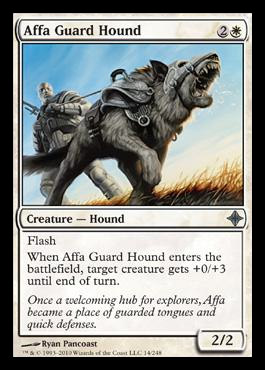 Affa Guard Hound 2
Creature — Hound
Flash
When Affa Guard Hound enters the
battlefield, target creature gets +0/+3
until end of turn.
Once a welcoming hub for explorers, Affa
became a place of guarded tongues and
quick defenses.
Ryan Pancoast
2/2
™ & © 1993–2010 Wizards of the Coast LLC 14/248